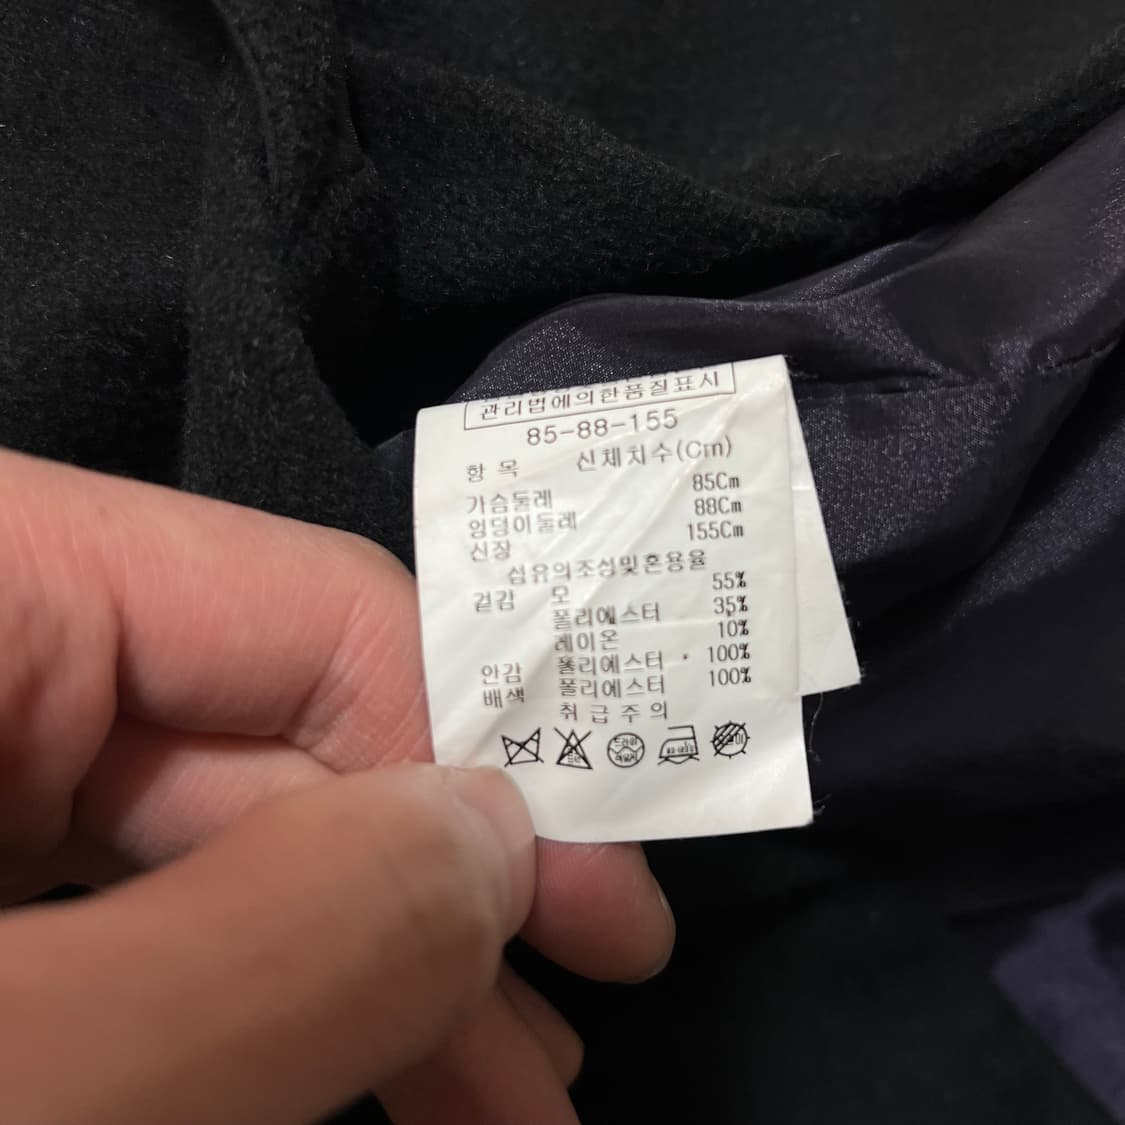 관리법에의한품질표시
85-88-155
항 목 신체치수(Cm)
가슴둘레 85Cm
엉덩이둘레 88Cm
신장 155Cm
섬유의조성및혼용율
겉감 모 55%
폴리에스터 35%
레이온 10%
안감 폴리에스터 100%
배색 폴리에스터 100%
취급주의
드라이